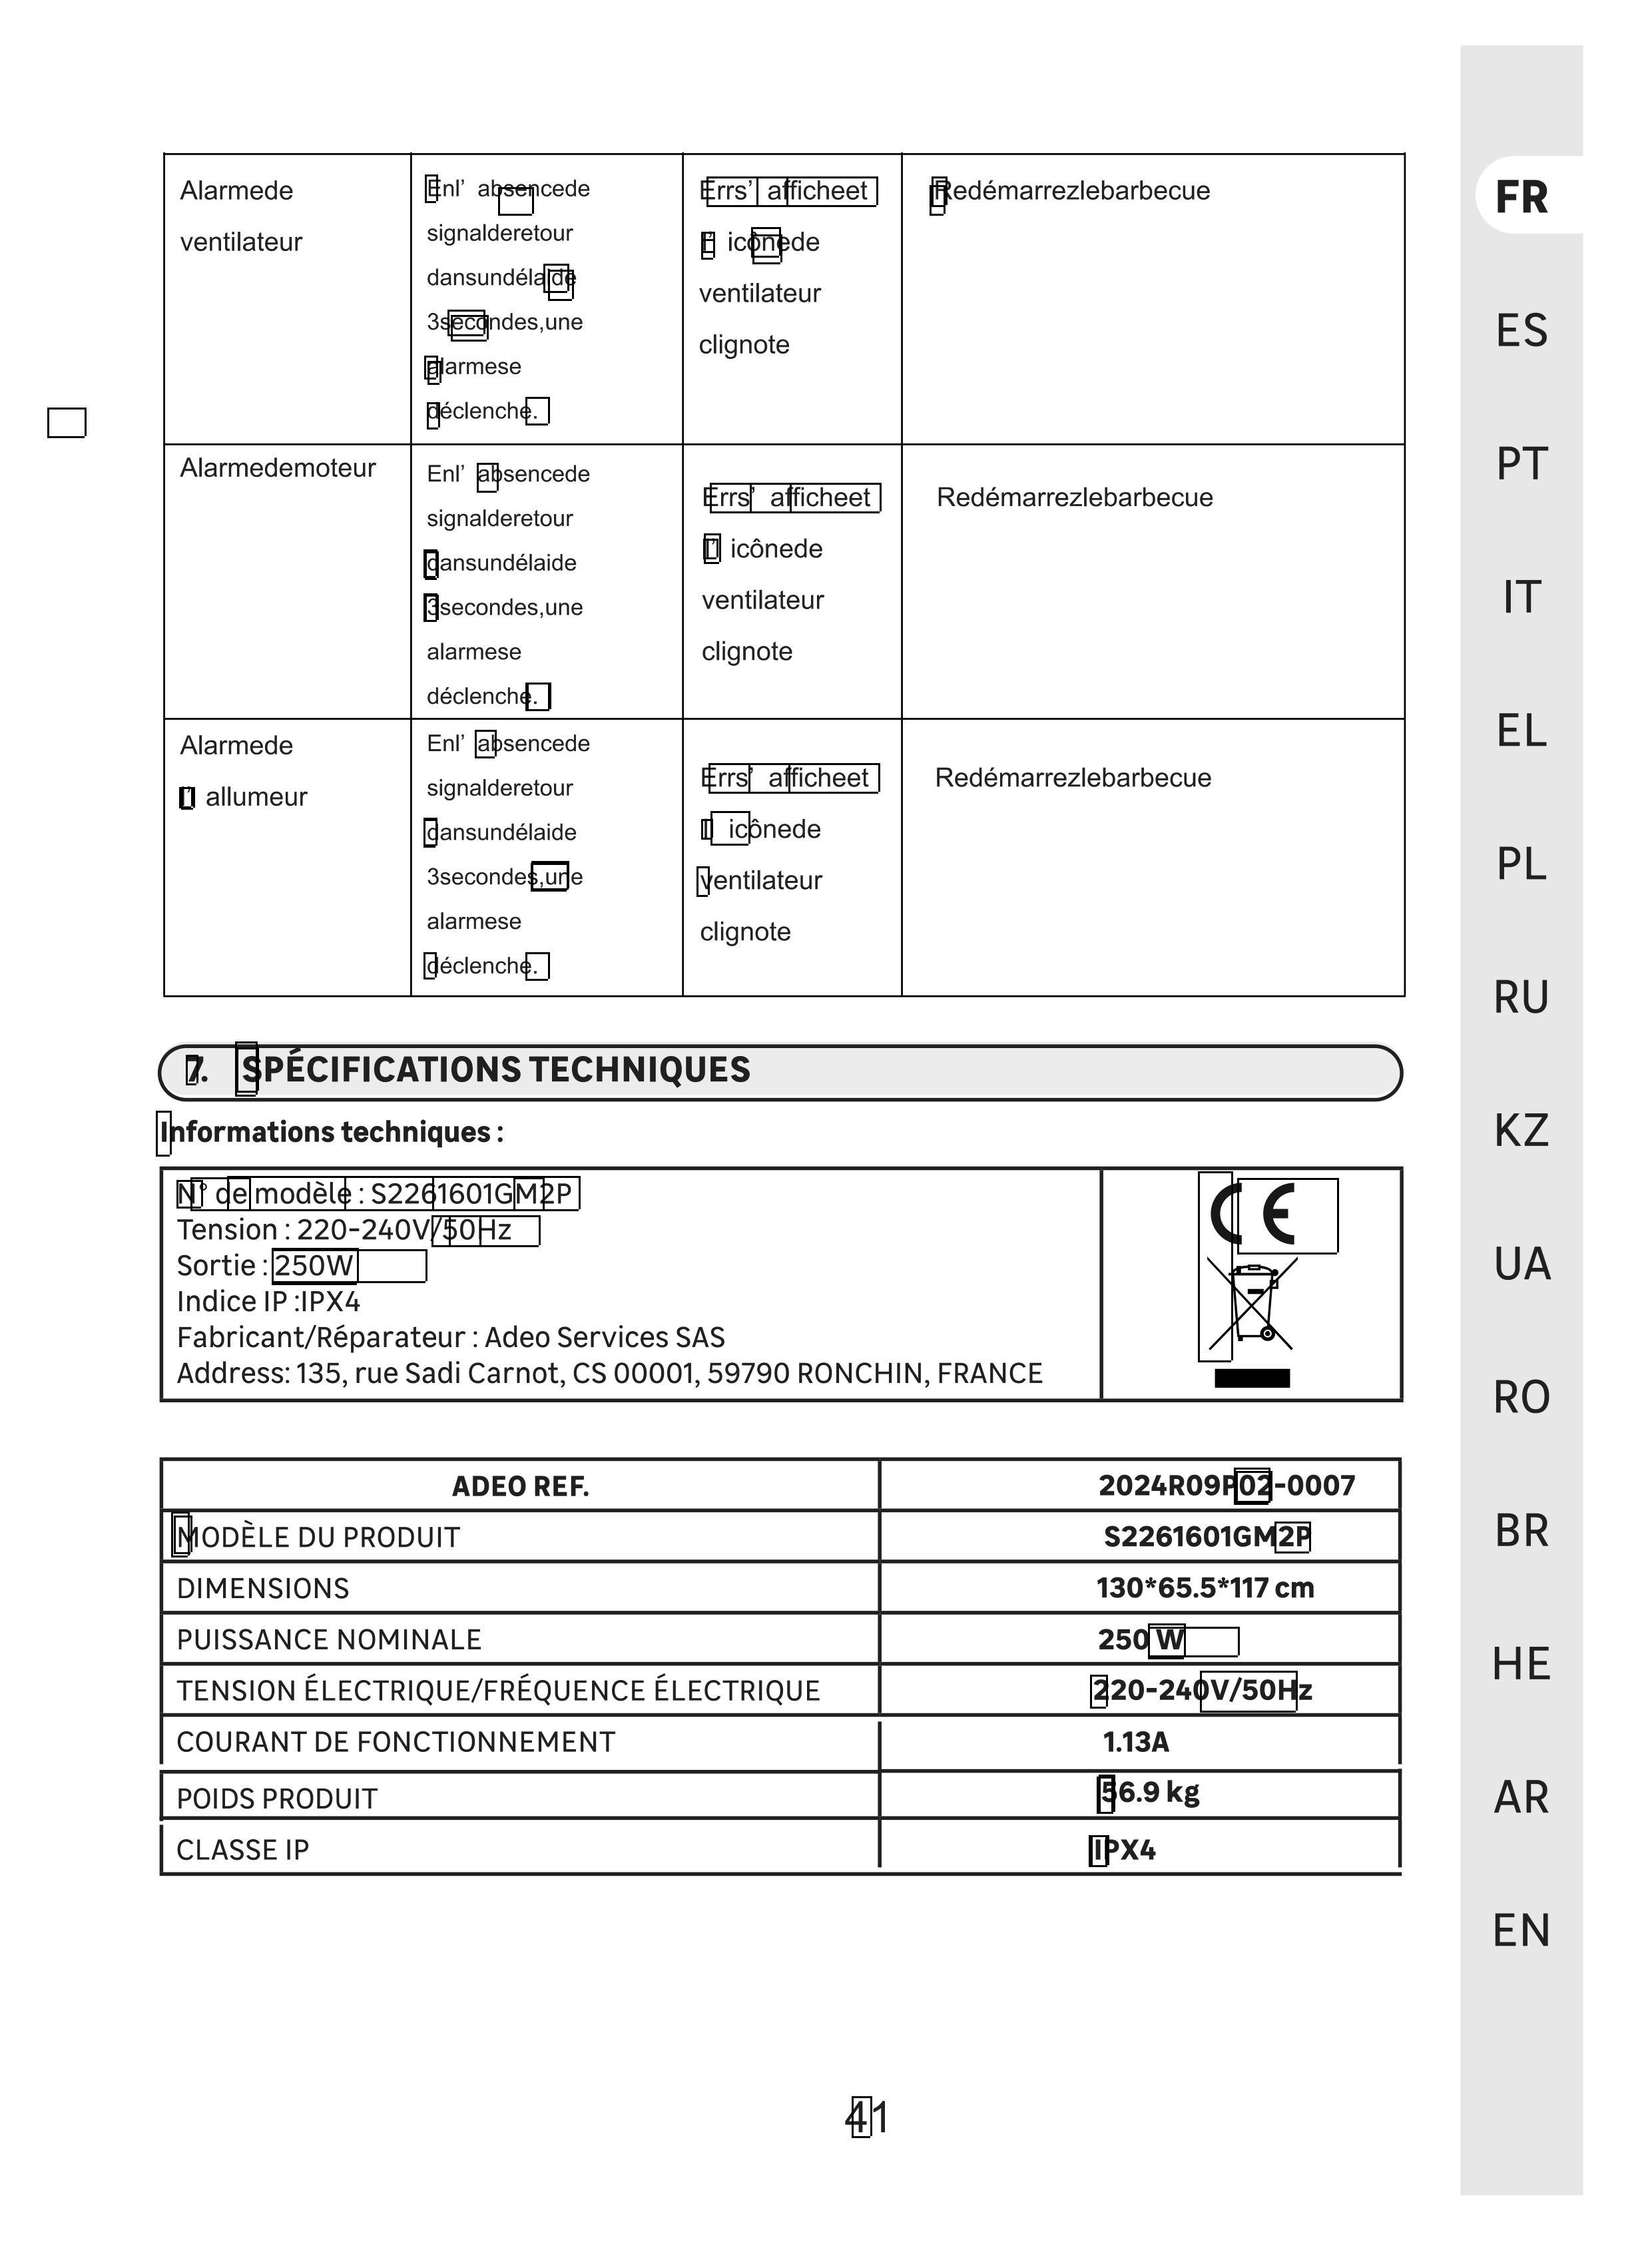 Alarmede
ventilateur
Enl’ absencede
signalderetour
dansundélaide
3secondes,une
alarmese
déclenche.
Errs’ afficheet
l’ icônede
ventilateur
clignote
Redémarrezlebarbecue
Alarmedemoteur
Enl’ absencede
signalderetour
dansundélaide
3secondes,une
alarmese
déclenche.
Errs’ afficheet
l’ icônede
ventilateur
clignote
Redémarrezlebarbecue
Alarmede
l’ allumeur
Enl’ absencede
signalderetour
dansundélaide
3secondes,une
alarmese
déclenche.
Errs’ afficheet
l’ icônede
ventilateur
clignote
Redémarrezlebarbecue
7. SPÉCIFICATIONS TECHNIQUES
Informations techniques :
N° de modèle : S2261601GM2P
Tension : 220-240V/50Hz
Sortie : 250W
Indice IP :IPX4
Fabricant/Réparateur : Adeo Services SAS
Address: 135, rue Sadi Carnot, CS 00001, 59790 RONCHIN, FRANCE
CE
ADEO REF. 2024R09P02-0007
MODÈLE DU PRODUIT S2261601GM2P
DIMENSIONS 130*65.5*117 cm
PUISSANCE NOMINALE 250 W
TENSION ÉLECTRIQUE/FRÉQUENCE ÉLECTRIQUE 220-240V/50Hz
COURANT DE FONCTIONNEMENT 1.13A
POIDS PRODUIT 56.9 kg
CLASSE IP IPX4
41
FR
ES
PT
IT
EL
PL
RU
KZ
UA
RO
BR
HE
AR
EN